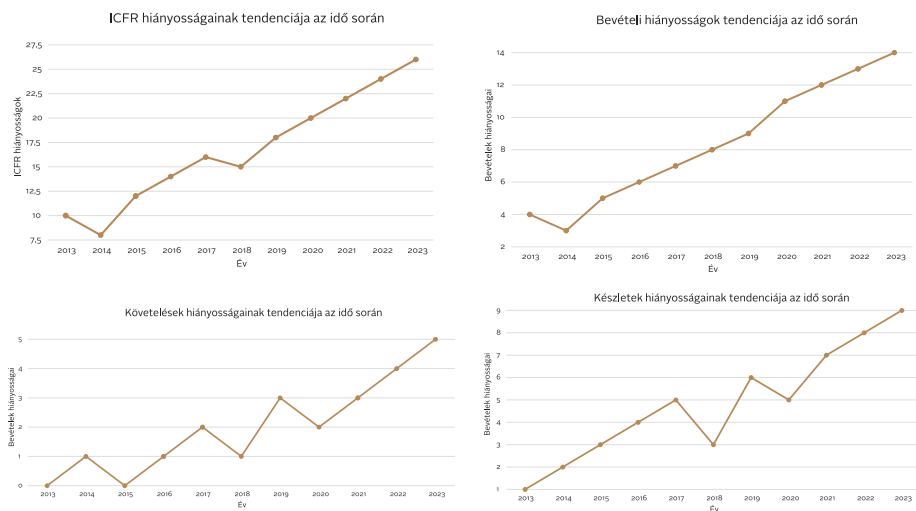 ICFR hiányosságainak tendenciája az idő során
27,5
25
22,5
20
17,5
15
12,5
10
7,5
ICFR hiányosságok
2013 2014 2015 2016 2017 2018 2019 2020 2021 2022 2023
Év
Bevételi hiányosságok tendenciája az idő során
14
12
10
8
6
4
2
Bevételek hiányosságai
2013 2014 2015 2016 2017 2018 2019 2020 2021 2022 2023
Év
Követelések hiányosságainak tendenciája az idő során
5
4
3
2
1
0
Bevételek hiányosságai
2013 2014 2015 2016 2017 2018 2019 2020 2021 2022 2023
Év
Készletek hiányosságainak tendenciája az idő során
9
8
7
6
5
4
3
2
1
Bevételek hiányosságai
2013 2014 2015 2016 2017 2018 2019 2020 2021 2022 2023
Év